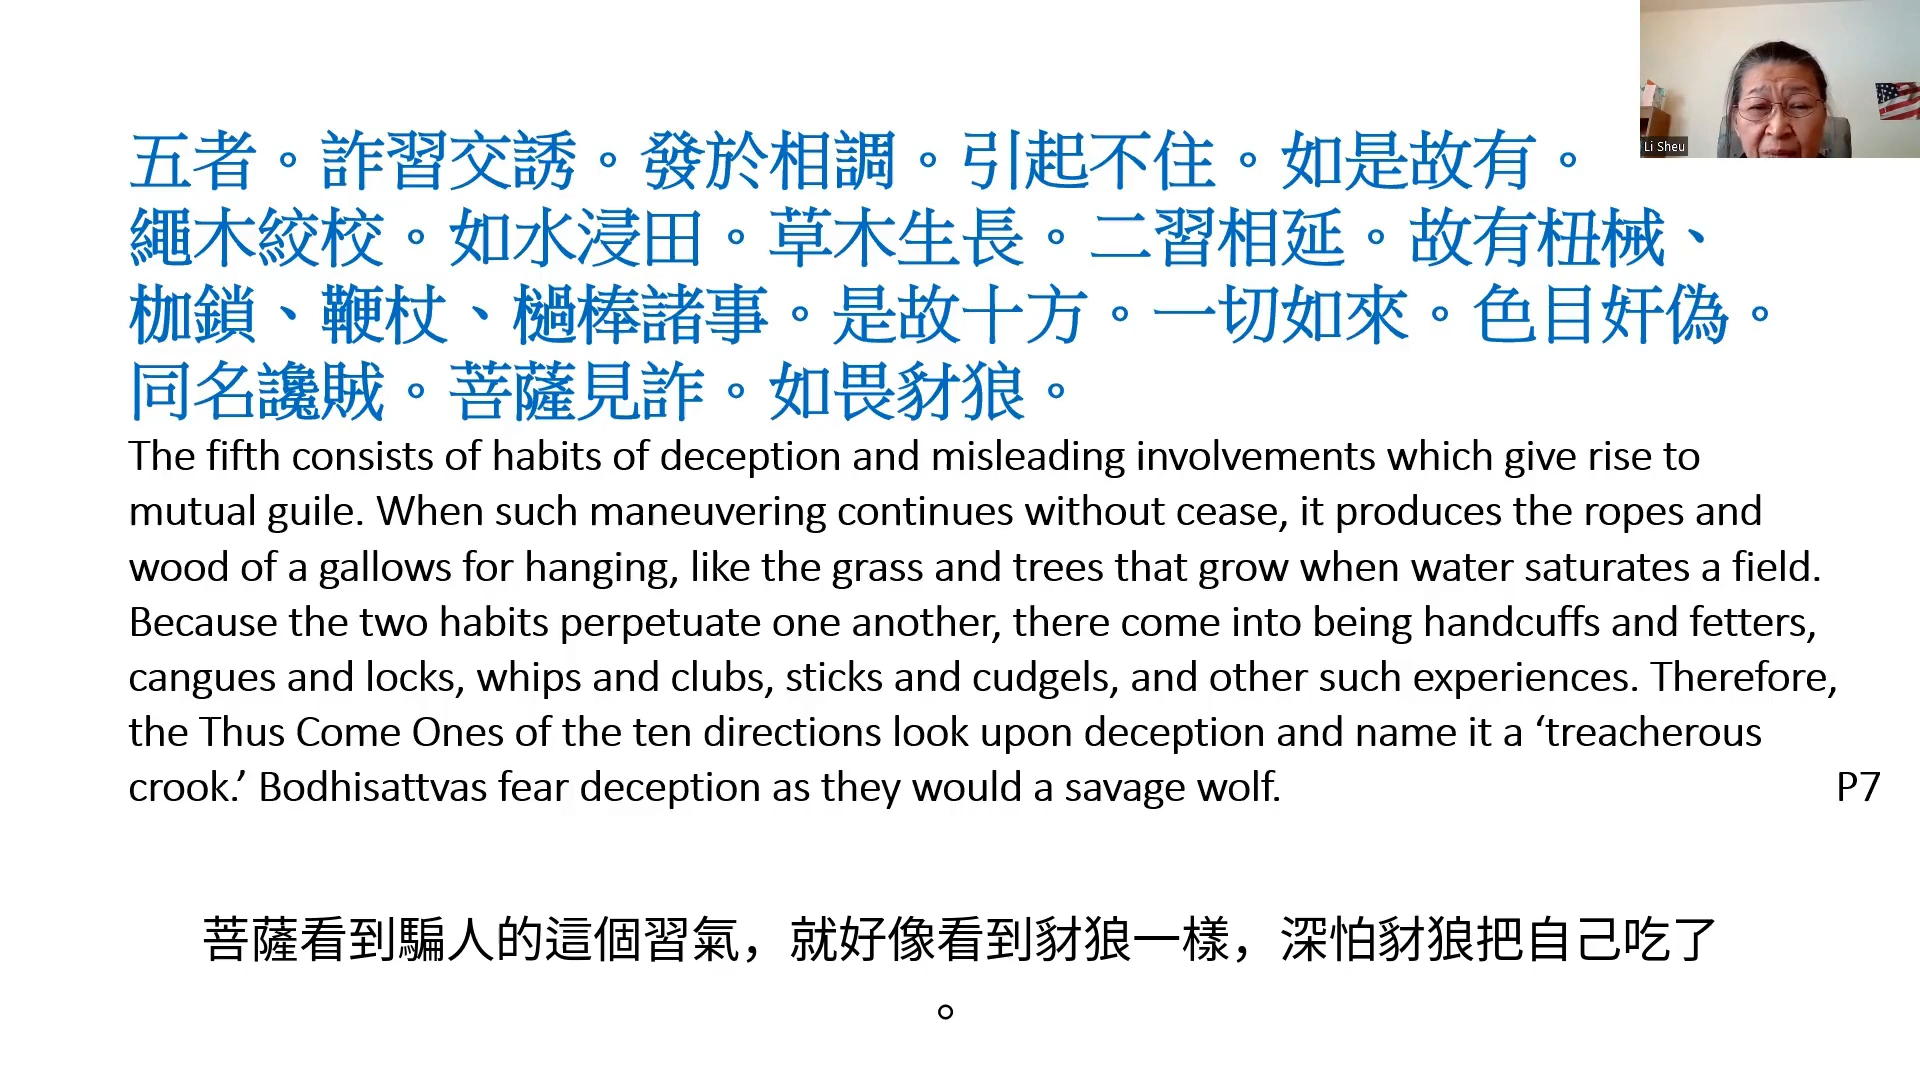 五者。詐習交誘。發於相調。引起不住。如是故有。
繩木絞校。如水浸田。草木生長。二習相延。故有杻械、
枷鎖、鞭杖、檛棒諸事。是故十方。一切如來。色目奸偽。
同名讒賊。菩薩見詐。如畏豺狼。
The fifth consists of habits of deception and misleading involvements which give rise to
mutual guile. When such maneuvering continues without cease, it produces the ropes and
wood of a gallows for hanging, like the grass and trees that grow when water saturates a field.
Because the two habits perpetuate one another, there come into being handcuffs and fetters,
cangues and locks, whips and clubs, sticks and cudgels, and other such experiences. Therefore,
the Thus Come Ones of the ten directions look upon deception and name it a ‘treacherous
crook.’ Bodhisattvas fear deception as they would a savage wolf.
P7
菩薩看到騙人的這個習氣，就好像看到豺狼一樣，深怕豺狼把自己吃了
。
Li Sheu